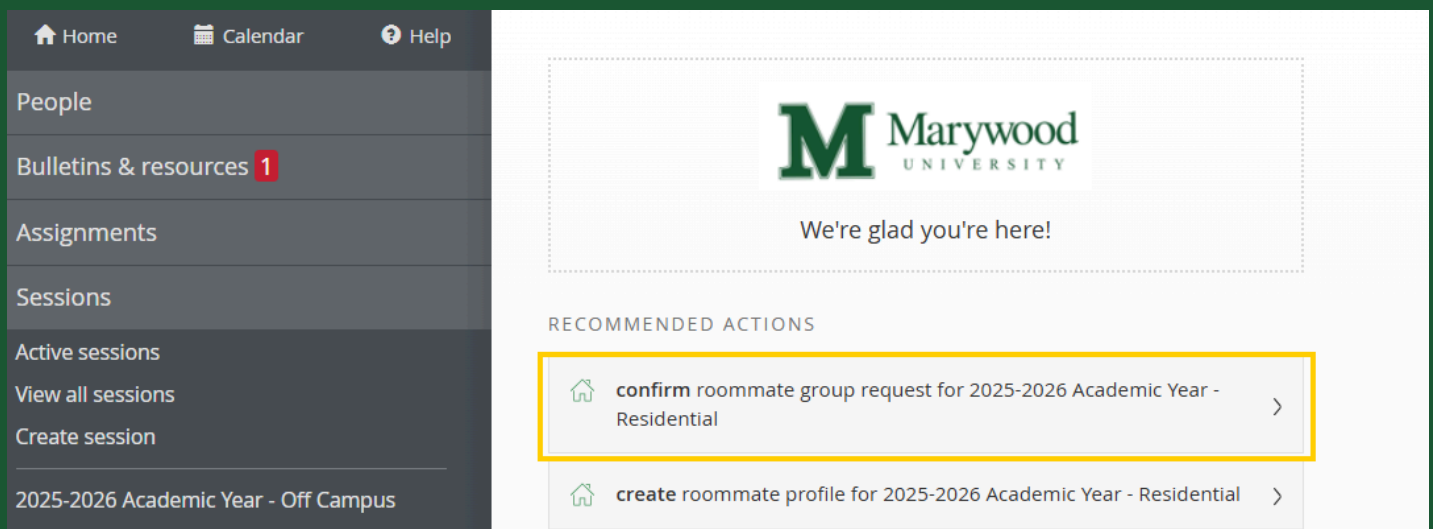 Home Calendar Help
People
Bulletins & resources 1
Assignments
Sessions
Active sessions
View all sessions
Create session
2025-2026 Academic Year - Off Campus
M Marywood
UNIVERSITY
We're glad you're here!
RECOMMENDED ACTIONS
confirm roommate group request for 2025-2026 Academic Year -
Residential
create roommate profile for 2025-2026 Academic Year - Residential